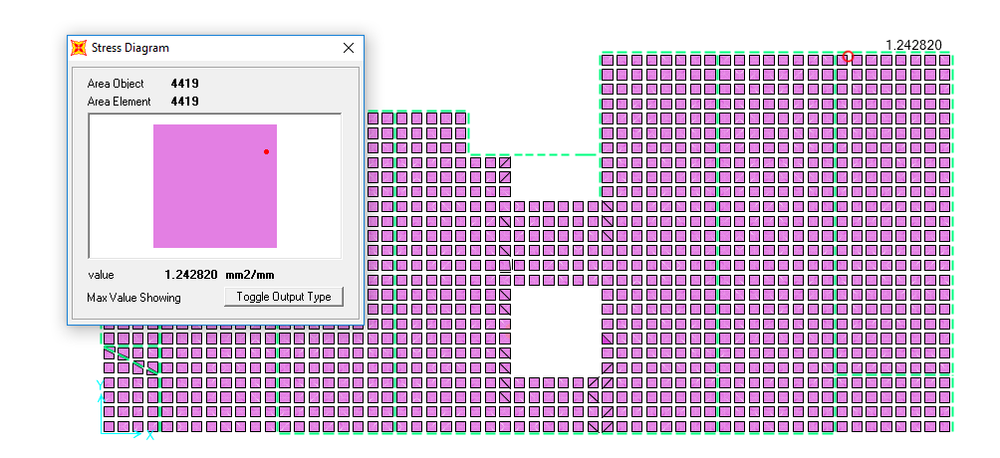 1.242820
Stress Diagram
Area Object 4419
Area Element 4419
value 1.242820 mm2/mm
Max Value Showing Toggle Output Type
Y
X